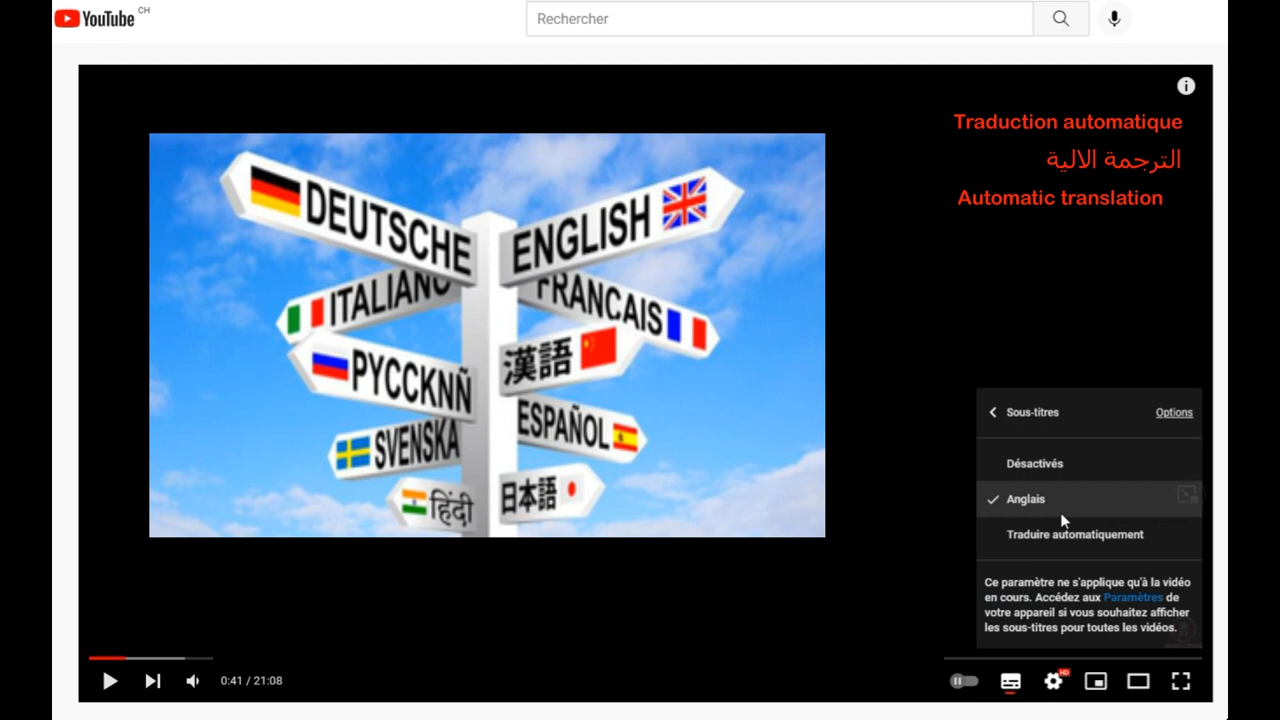 YouTube CH
Rechercher
Traduction automatique
الترجمة الالية
Automatic translation
DEUTSCHE
ENGLISH
ITALIANO
FRANCAIS
РУССКNÑ
漢語
ESPAÑOL
SVENSKA
हिंदी
日本語
Sous-titres
Options
Désactivés
Anglais
Traduire automatiquement
Ce paramètre ne s'applique qu'à la vidéo
en cours. Accédez aux Paramètres de
votre appareil si vous souhaitez afficher
les sous-titres pour toutes les vidéos.
0:41 / 21:08
HD